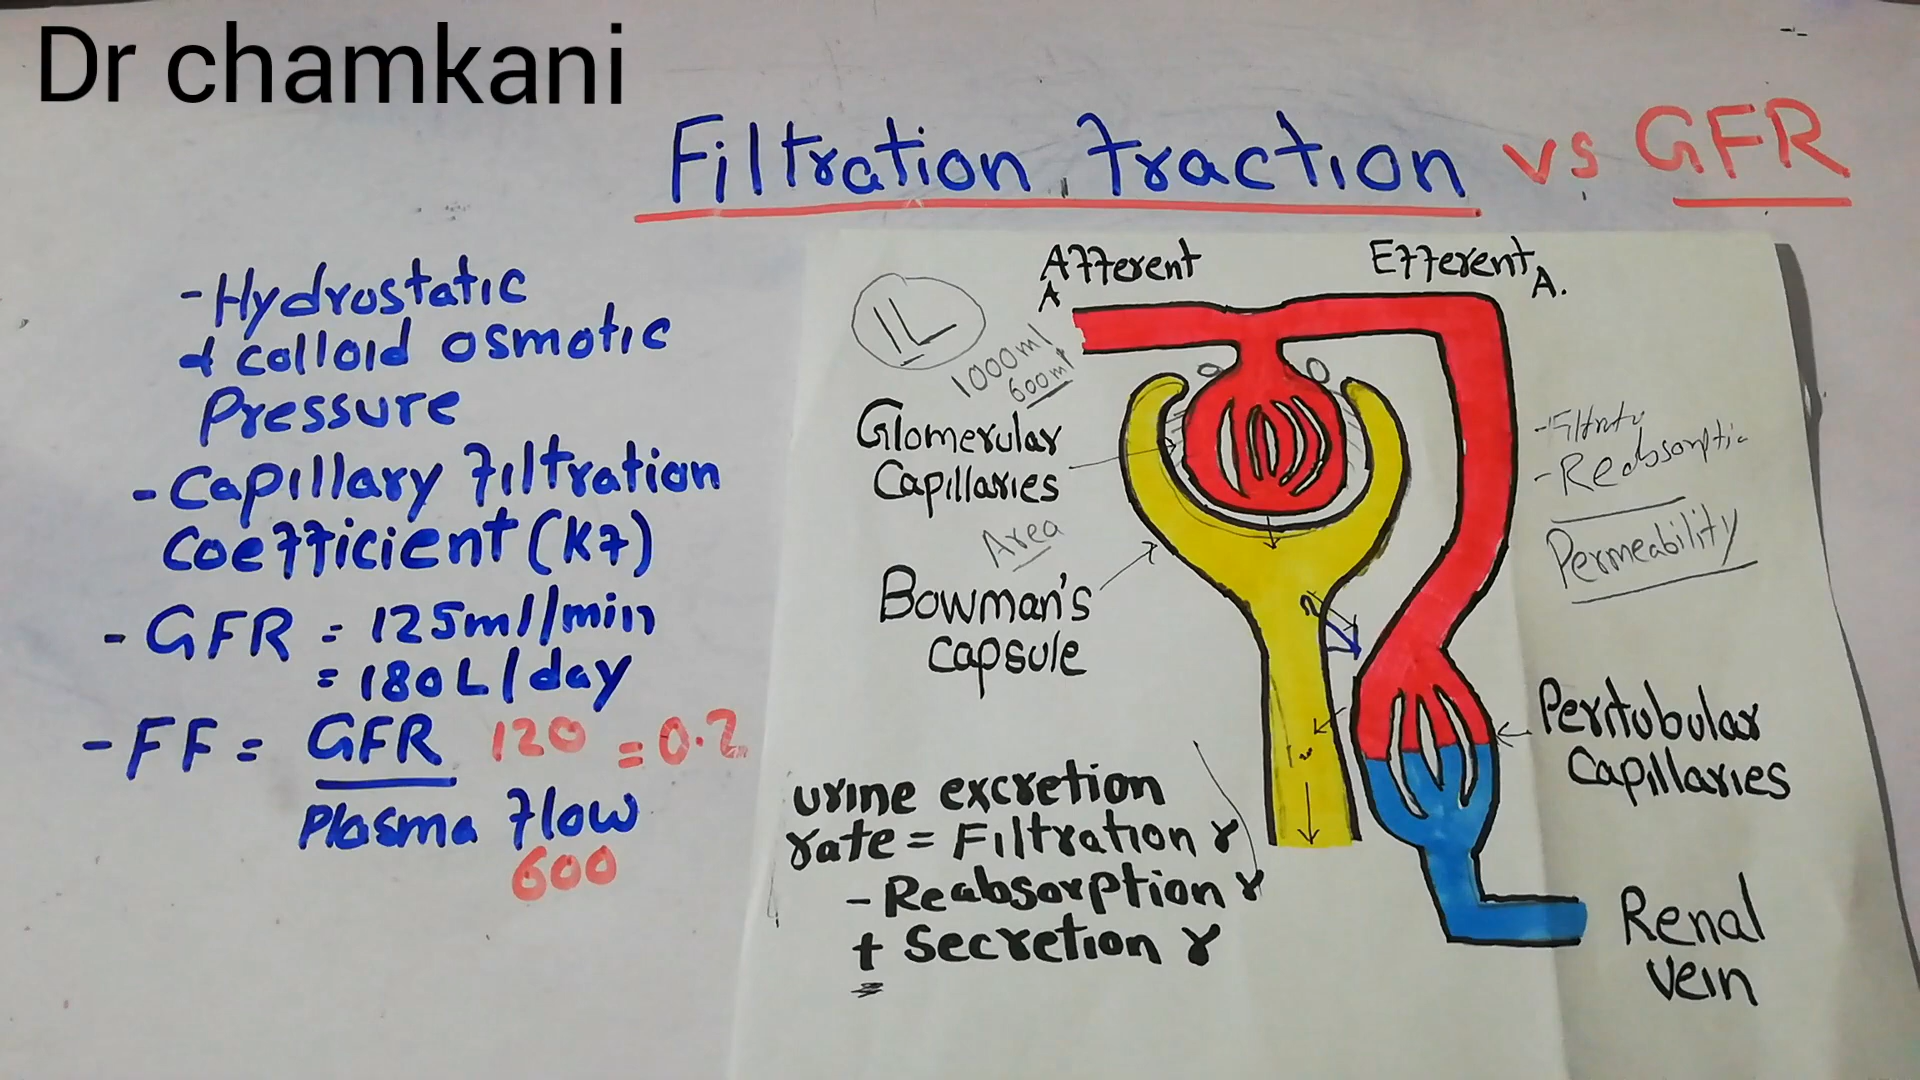 Dr chamkani
Filtration fraction vs GFR
- Hydrostatic
& colloid osmotic
Pressure
- Capillary filtration
Coefficient (Kf)
- GFR = 125ml/min
= 180L/day
- FF = GFR 120 = 0.2
Plasma flow
600
Afferent
A
Efferent
A.
1L
1000ml
600ml
Glomerular
Capillaries
Area
Bowman's
capsule
- Reabsorptio
Permeability
Peritubular
Capillaries
urine excretion
rate = Filtration r
- Reabsorption r
+ Secretion r
Renal
vein